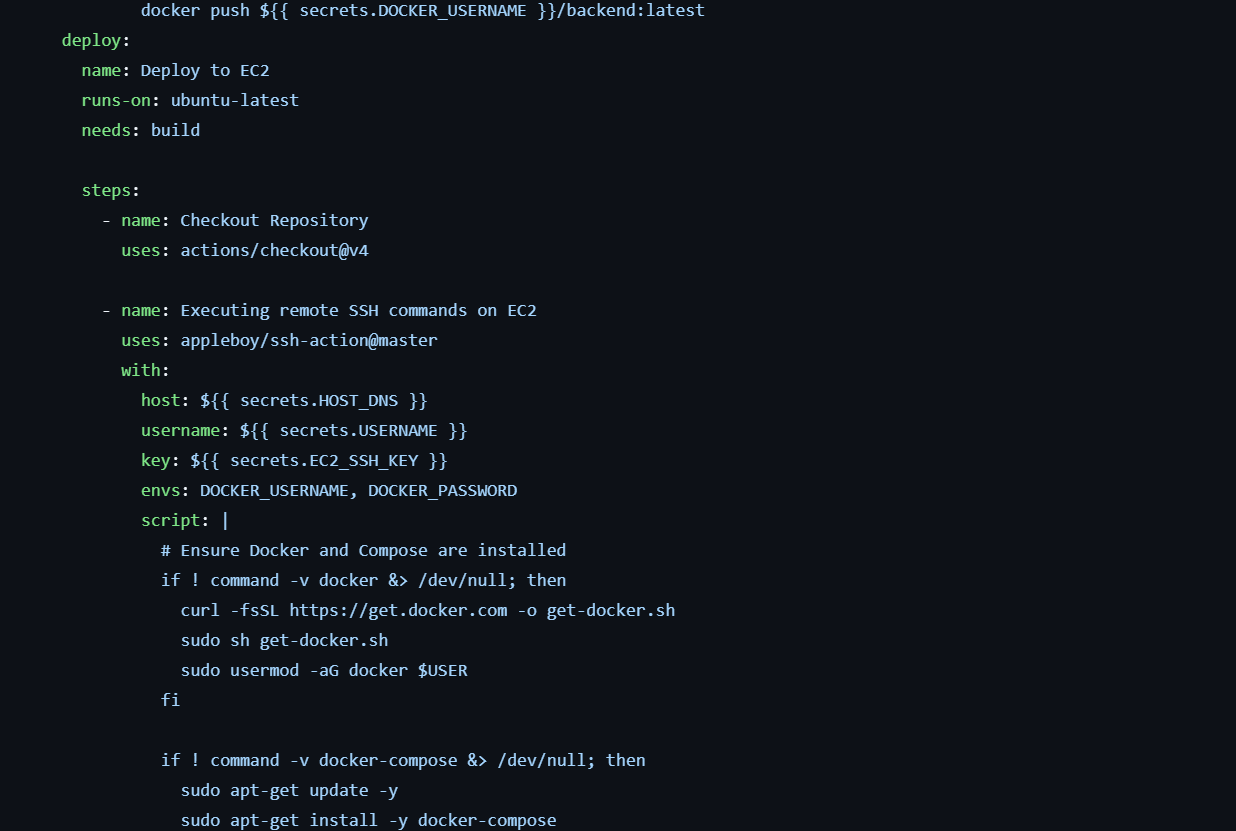 docker push ${{ secrets.DOCKER_USERNAME }}/backend:latest
deploy:
name: Deploy to EC2
runs-on: ubuntu-latest
needs: build
steps:
- name: Checkout Repository
uses: actions/checkout@v4
- name: Executing remote SSH commands on EC2
uses: appleboy/ssh-action@master
with:
host: ${{ secrets.HOST_DNS }}
username: ${{ secrets.USERNAME }}
key: ${{ secrets.EC2_SSH_KEY }}
envs: DOCKER_USERNAME, DOCKER_PASSWORD
script: |
# Ensure Docker and Compose are installed
if ! command -v docker &> /dev/null; then
curl -fsSL https://get.docker.com -o get-docker.sh
sudo sh get-docker.sh
sudo usermod -aG docker $USER
fi
if ! command -v docker-compose &> /dev/null; then
sudo apt-get update -y
sudo apt-get install -y docker-compose